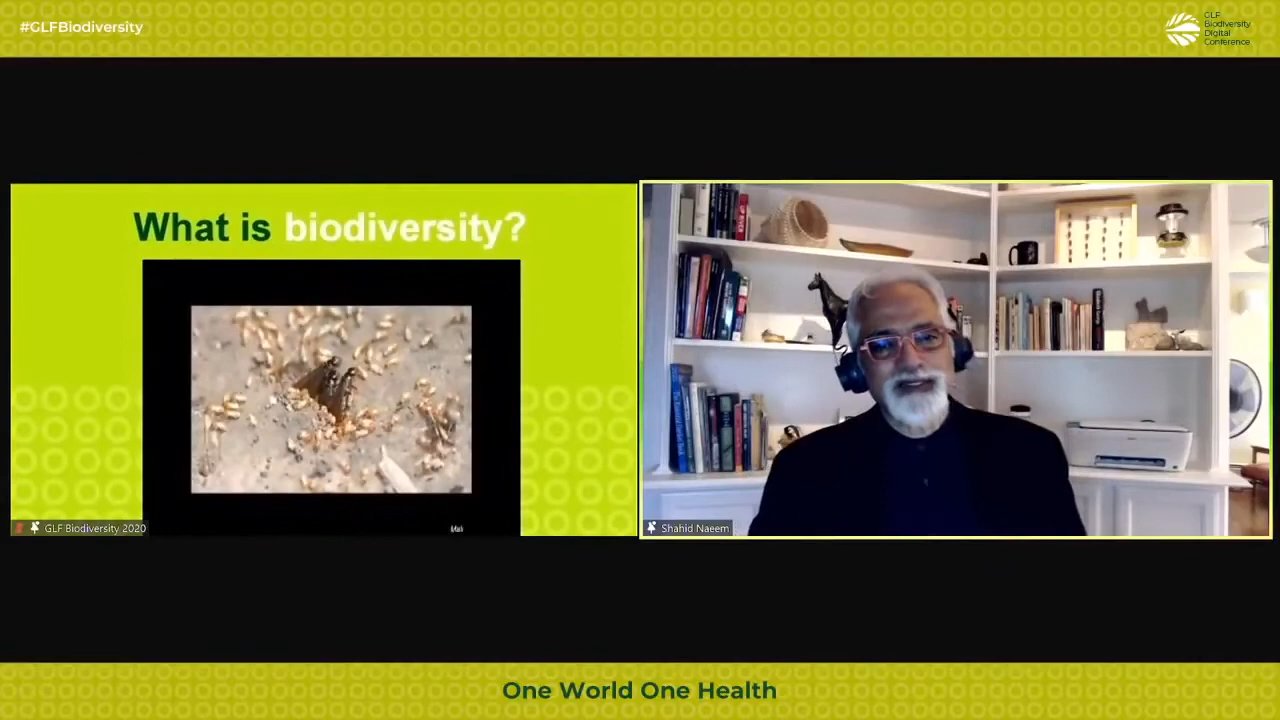 #GLFBiodiversity
GLF
Biodiversity
Digital
Conference
What is biodiversity?
GLF Biodiversity 2020
Shahid Naeem
One World One Health